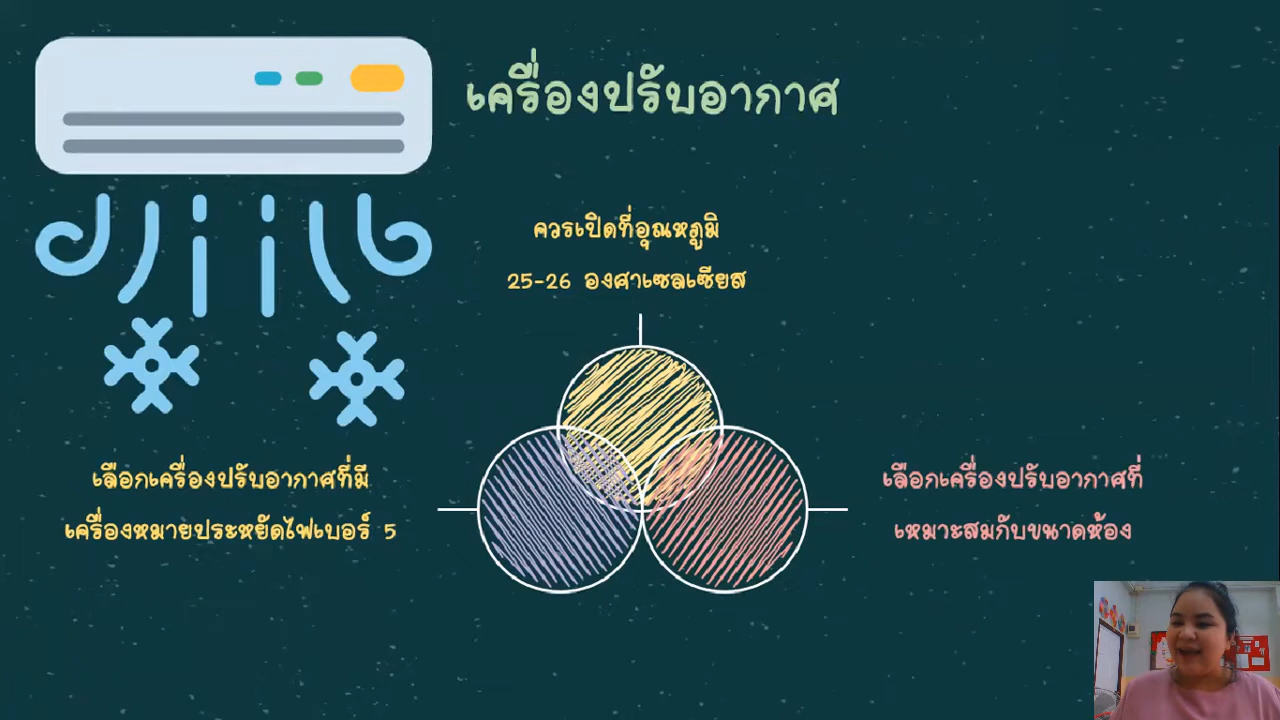 เครื่องปรับอากาศ
ควรเปิดที่อุณหภูมิ
25-26 องศาเซลเซียส
เลือกเครื่องปรับอากาศที่มี
เครื่องหมายประหยัดไฟเบอร์ 5
เลือกเครื่องปรับอากาศที่
เหมาะสมกับขนาดห้อง